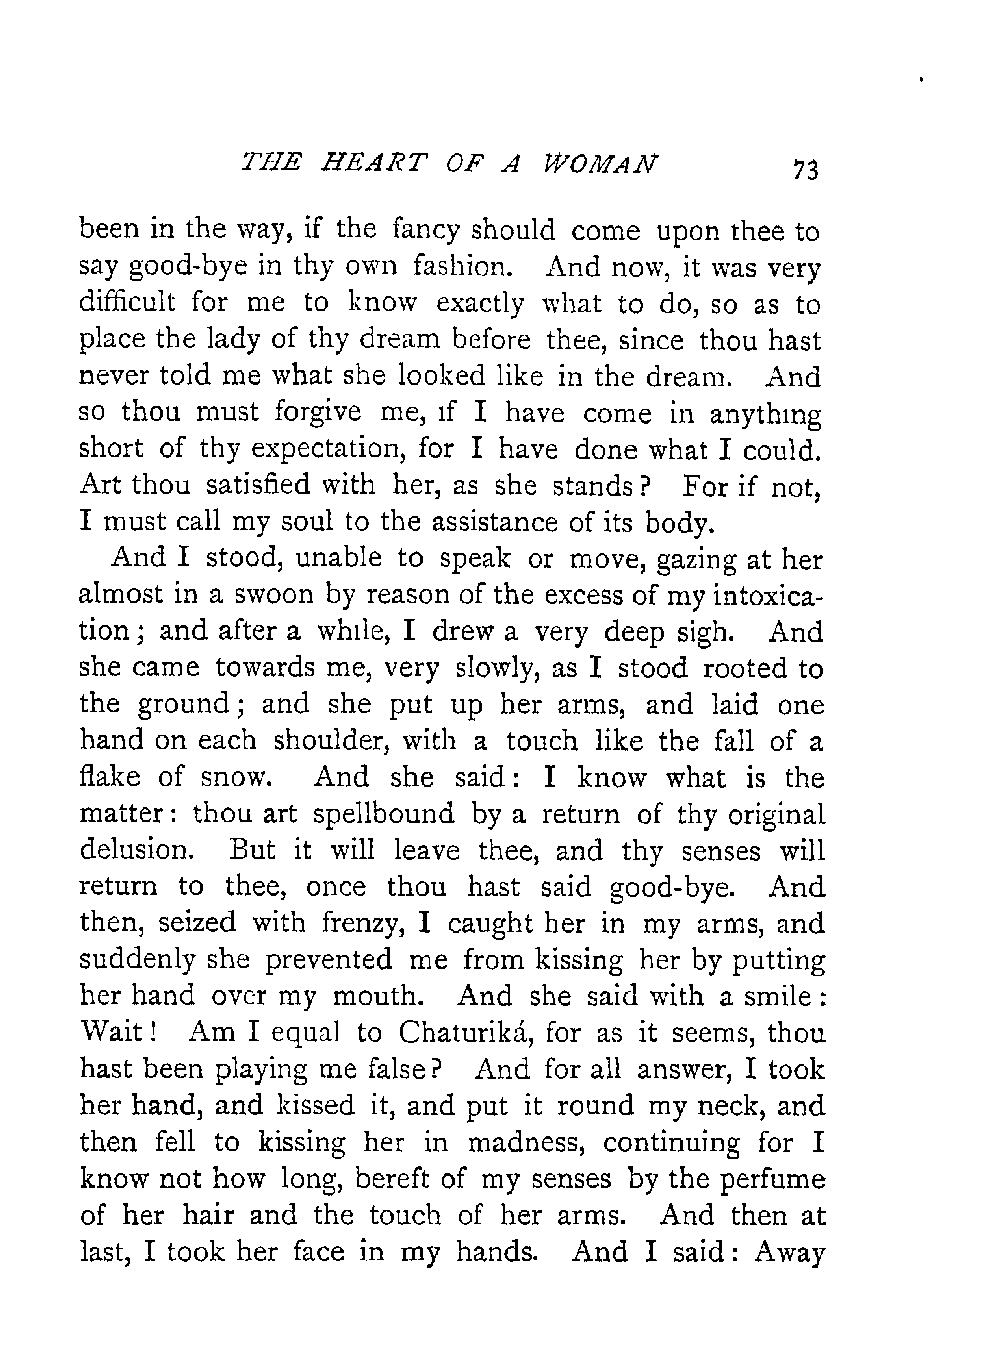 THE HEART OF A WOMAN 73
been in the way, if the fancy should come upon thee to
say good-bye in thy own fashion. And now, it was very
difficult for me to know exactly what to do, so as to
place the lady of thy dream before thee, since thou hast
never told me what she looked like in the dream. And
so thou must forgive me, if I have come in anything
short of thy expectation, for I have done what I could.
Art thou satisfied with her, as she stands? For if not,
I must call my soul to the assistance of its body.
And I stood, unable to speak or move, gazing at her
almost in a swoon by reason of the excess of my intoxica-
tion; and after a while, I drew a very deep sigh. And
she came towards me, very slowly, as I stood rooted to
the ground; and she put up her arms, and laid one
hand on each shoulder, with a touch like the fall of a
flake of snow. And she said: I know what is the
matter: thou art spellbound by a return of thy original
delusion. But it will leave thee, and thy senses will
return to thee, once thou hast said good-bye. And
then, seized with frenzy, I caught her in my arms, and
suddenly she prevented me from kissing her by putting
her hand over my mouth. And she said with a smile:
Wait! Am I equal to Chaturiká, for as it seems, thou
hast been playing me false? And for all answer, I took
her hand, and kissed it, and put it round my neck, and
then fell to kissing her in madness, continuing for I
know not how long, bereft of my senses by the perfume
of her hair and the touch of her arms. And then at
last, I took her face in my hands. And I said: Away